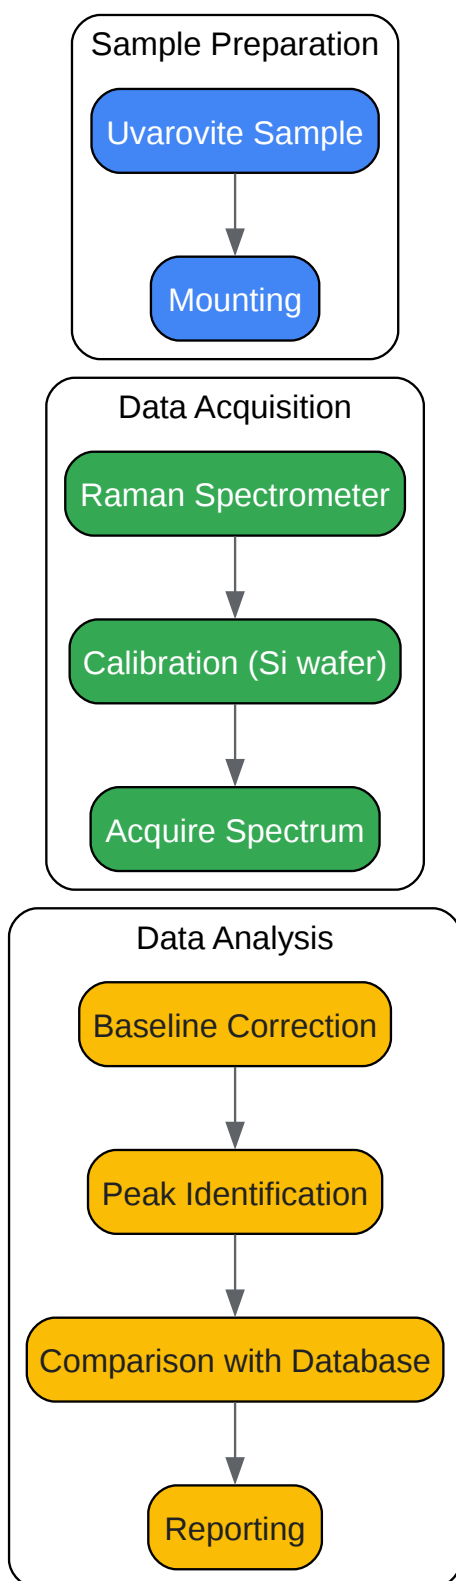 Sample Preparation
Uvarovite Sample
Mounting
Data Acquisition
Raman Spectrometer
Calibration (Si wafer)
Acquire Spectrum
Data Analysis
Baseline Correction
Peak Identification
Comparison with Database
Reporting